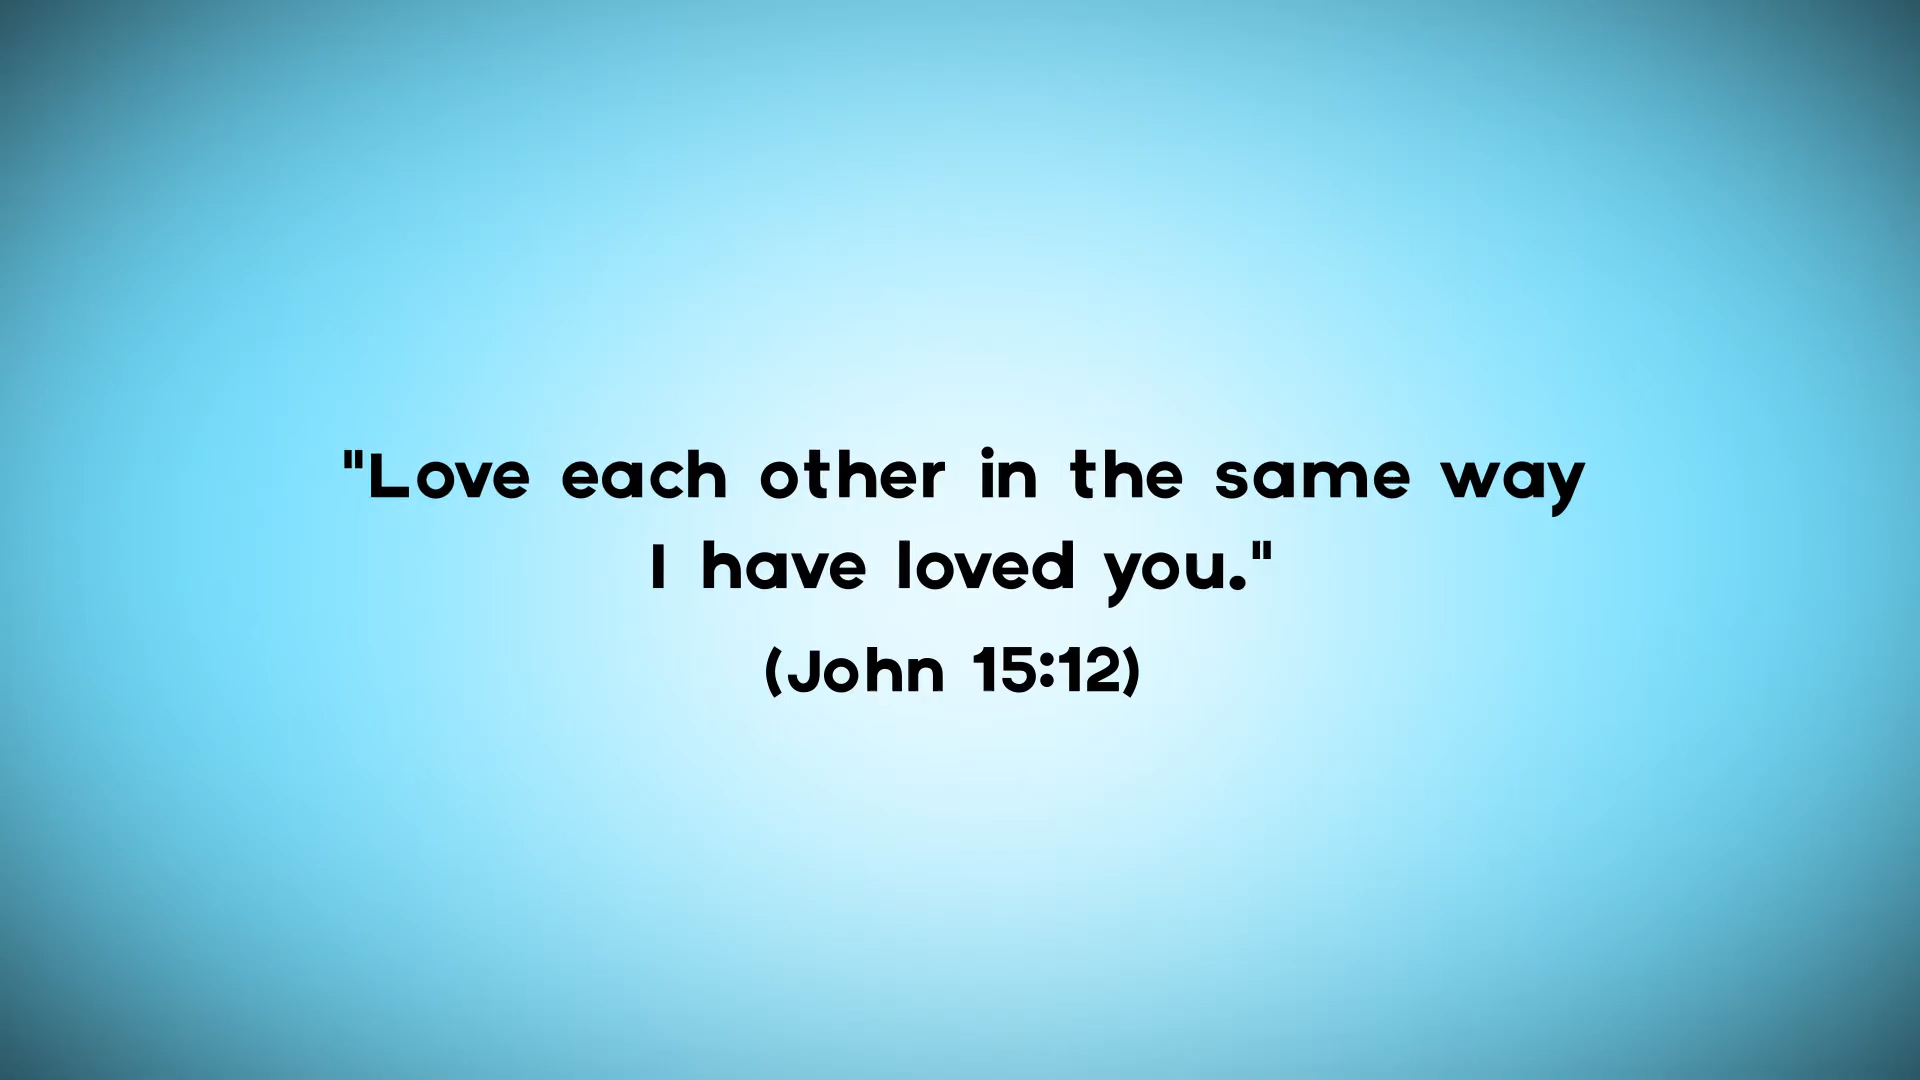 "Love each other in the same way
I have loved you."
(John 15:12)